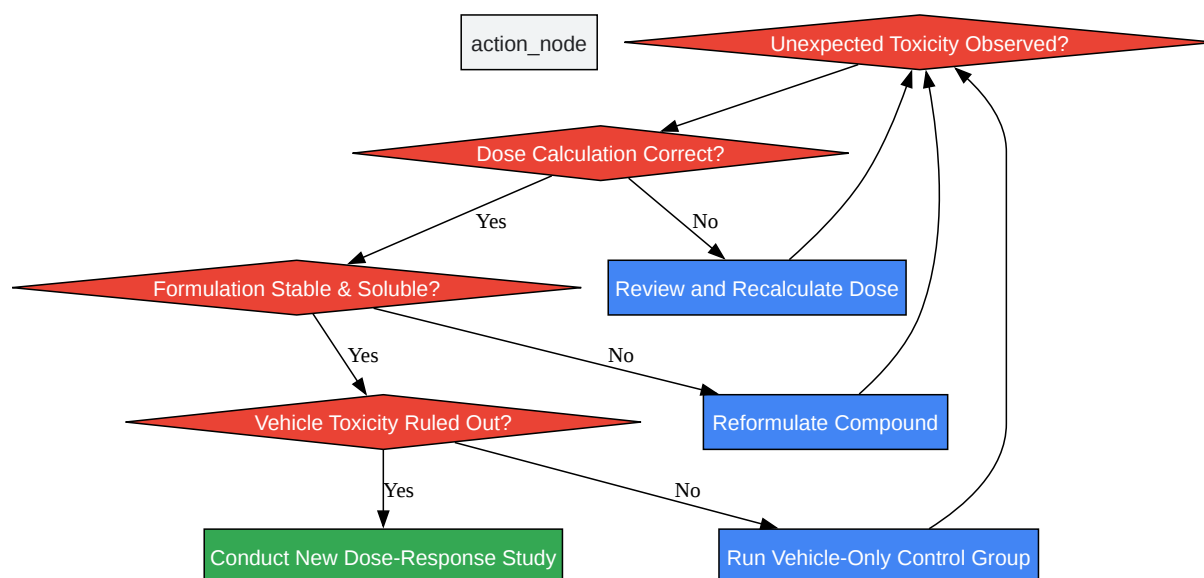 action_node
Unexpected Toxicity Observed?
Dose Calculation Correct?
Yes
No
Formulation Stable & Soluble?
Review and Recalculate Dose
Yes
No
Vehicle Toxicity Ruled Out?
Reformulate Compound
Yes
No
Conduct New Dose-Response Study
Run Vehicle-Only Control Group